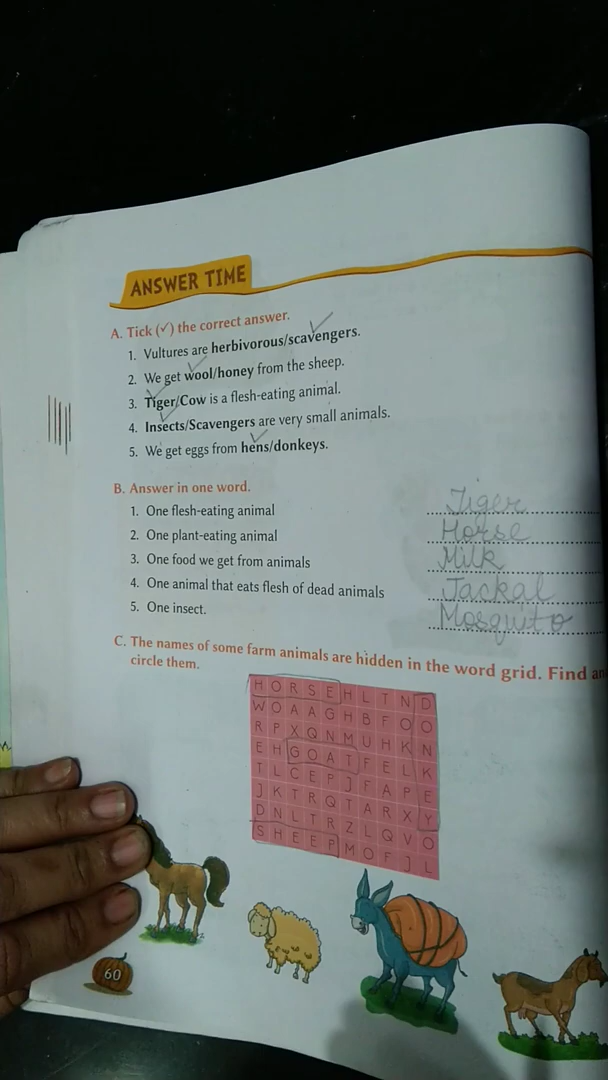 ANSWER TIME
A. Tick (✓) the correct answer.
1. Vultures are herbivorous/scavengers.
2. We get wool/honey from the sheep.
3. Tiger/Cow is a flesh-eating animal.
4. Insects/Scavengers are very small animals.
5. We get eggs from hens/donkeys.
B. Answer in one word.
1. One flesh-eating animal Tiger
2. One plant-eating animal Horse
3. One food we get from animals Milk
4. One animal that eats flesh of dead animals Jackal
5. One insect. Mosquito
C. The names of some farm animals are hidden in the word grid. Find
circle them.
H O R S E H L T N D
W O A A G H B F O O
R P X Q N M U H K N
E H G O A T F E L K
T L C E P J F A P E
J K T R Q T A R X Y
D N L T R Z L Q V O
S H E E P M O F J L
60